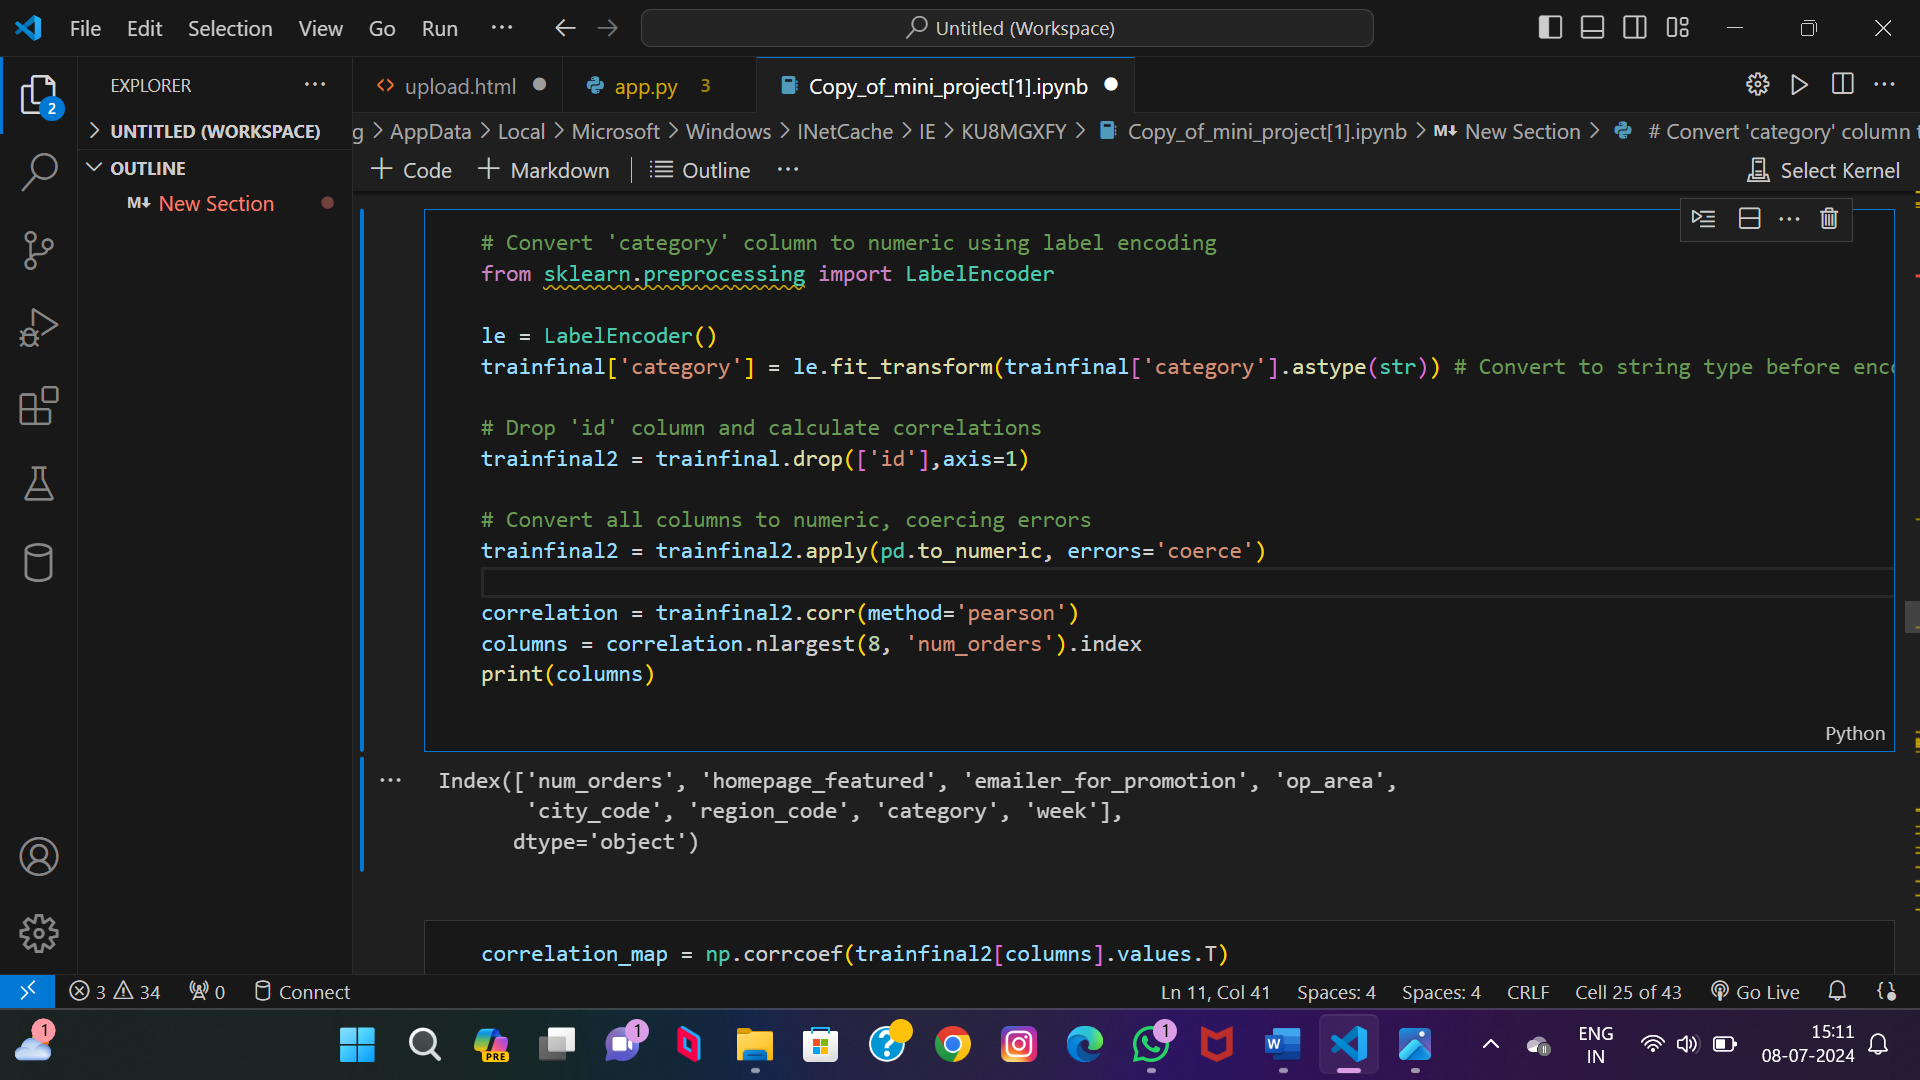 File Edit Selection View Go Run ··· Untitled (Workspace)
EXPLORER ···
upload.html
app.py 3
Copy_of_mini_project[1].ipynb
UNTITLED (WORKSPACE)
g > AppData > Local > Microsoft > Windows > INetCache > IE > KU8MGXFY > Copy_of_mini_project[1].ipynb > M↓ New Section > # Convert 'category' column t
OUTLINE
M↓ New Section
+ Code + Markdown Outline ···
Select Kernel
2
# Convert 'category' column to numeric using label encoding
from sklearn.preprocessing import LabelEncoder
le = LabelEncoder()
trainfinal['category'] = le.fit_transform(trainfinal['category'].astype(str)) # Convert to string type before enco
# Drop 'id' column and calculate correlations
trainfinal2 = trainfinal.drop(['id'],axis=1)
# Convert all columns to numeric, coercing errors
trainfinal2 = trainfinal2.apply(pd.to_numeric, errors='coerce')
correlation = trainfinal2.corr(method='pearson')
columns = correlation.nlargest(8, 'num_orders').index
print(columns)
Python
··· Index(['num_orders', 'homepage_featured', 'emailer_for_promotion', 'op_area',
'city_code', 'region_code', 'category', 'week'],
dtype='object')
correlation_map = np.corrcoef(trainfinal2[columns].values.T)
3 34 0 Connect Ln 11, Col 41 Spaces: 4 Spaces: 4 CRLF Cell 25 of 43 Go Live
1 PRE 1 1 ENG 15:11
IN 08-07-2024